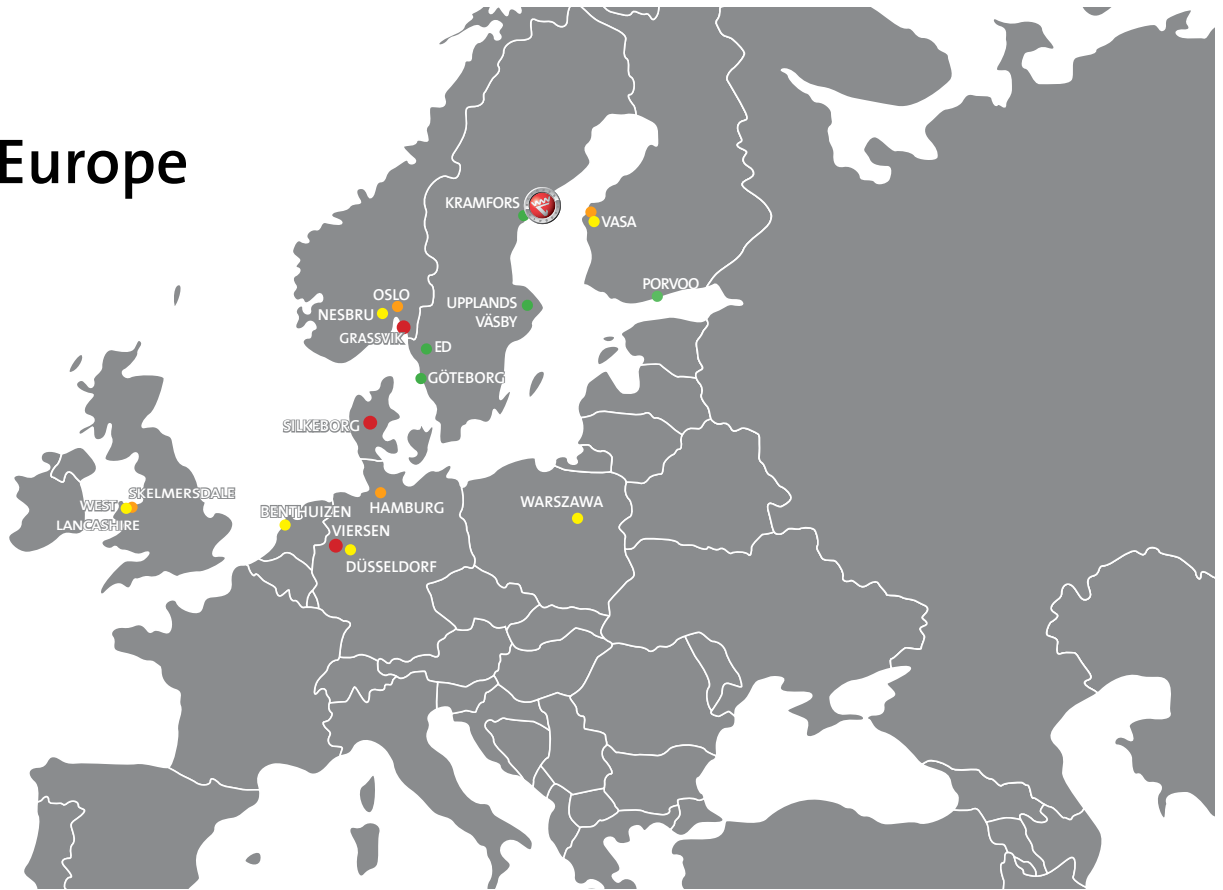 Europe
KRAMFORS
VASA
PORVOO
OSLO
NESBRU
GRASSVIK
UPPLANDS
VÄSBY
ED
GÖTEBORG
SILKEBORG
SKELMERSDALE
WEST
LANCASHIRE
BENTHUIZEN
HAMBURG
VIERSEN
DÜSSELDORF
WARSZAWA